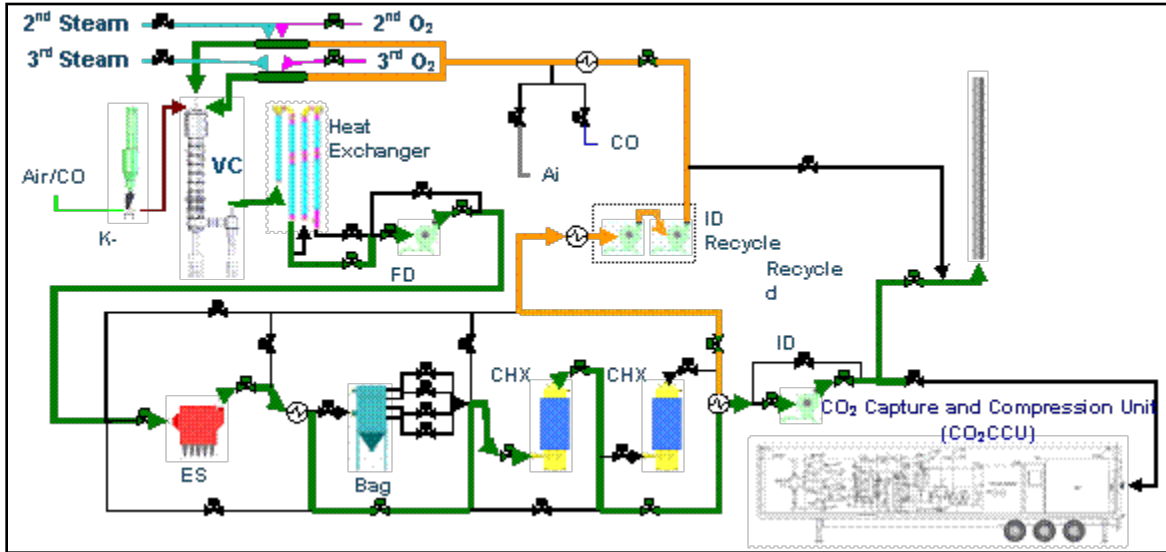 2nd Steam
2nd O2
3rd Steam
3rd O2
Heat
Exchanger
VC
Air/CO
K-
CO
Ai
ID
Recycle
Recycle
d
FD
ID
CHX
CHX
CO2 Capture and Compression Unit
(CO2CCU)
ES
Bag